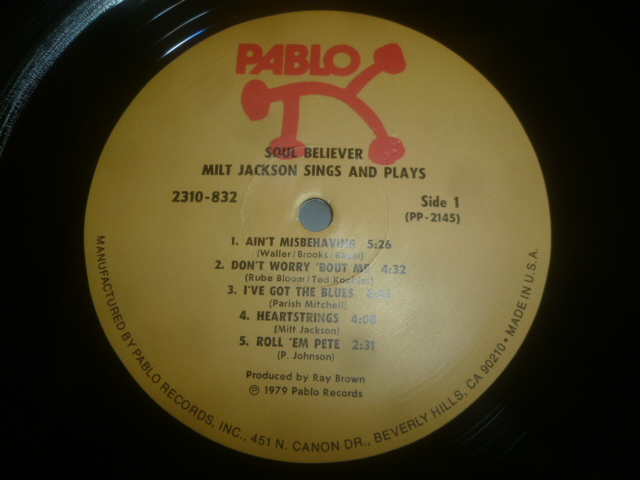 PABLO
SOUL BELIEVER
MILT JACKSON SINGS AND PLAYS
2310-832
Side 1
(PP-2145)
1. AIN'T MISBEHAVING 5:26
(Waller/Brooks/Razaf)
2. DON'T WORRY 'BOUT ME 4:32
(Rube Bloom/Ted Koehler)
3. I'VE GOT THE BLUES
(Parish Mitchell)
4. HEARTSTRINGS 4:08
(Milt Jackson)
5. ROLL 'EM PETE 2:31
(P. Johnson)
Produced by Ray Brown
℗ 1979 Pablo Records
MANUFACTURED BY PABLO RECORDS, INC., 451 N. CANON DR., BEVERLY HILLS, CA 90210 • MADE IN U.S.A.